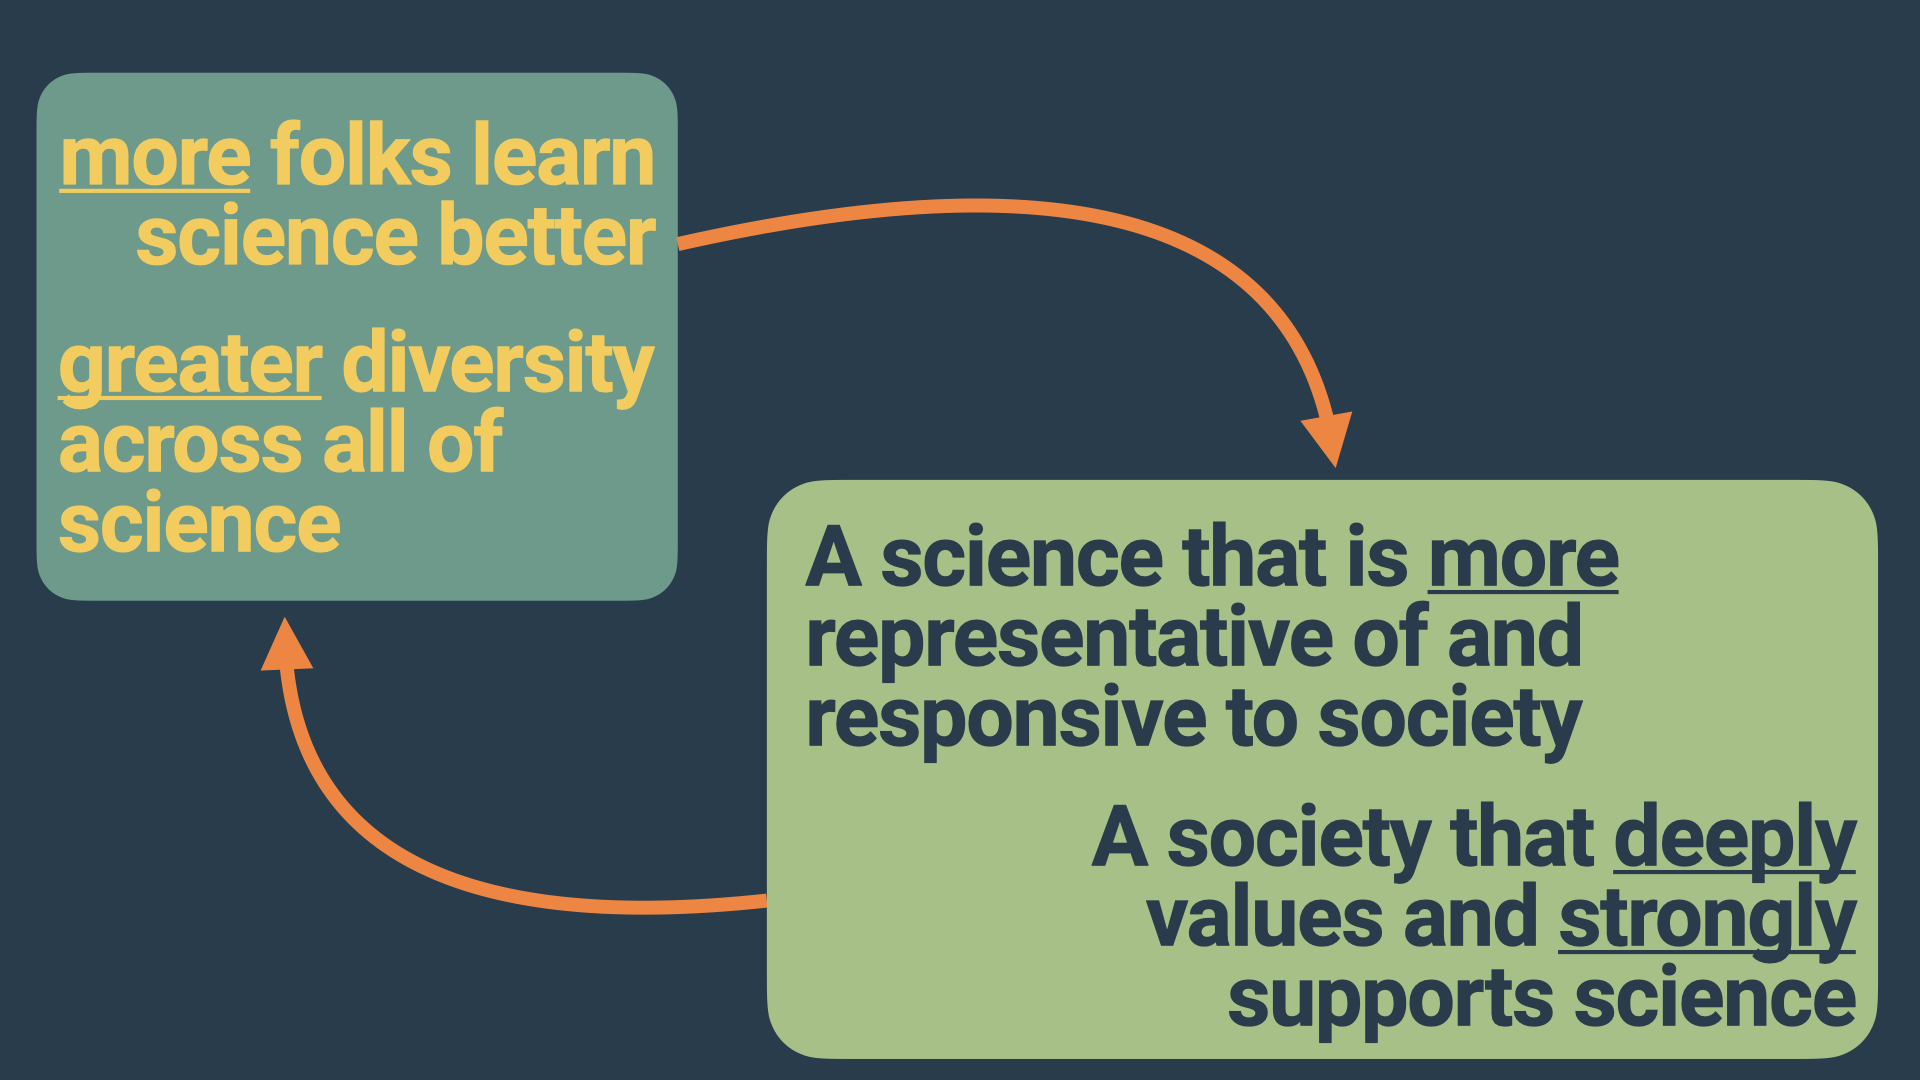 more folks learn
science better
greater diversity
across all of
science
A science that is more
representative of and
responsive to society
A society that deeply
values and strongly
supports science